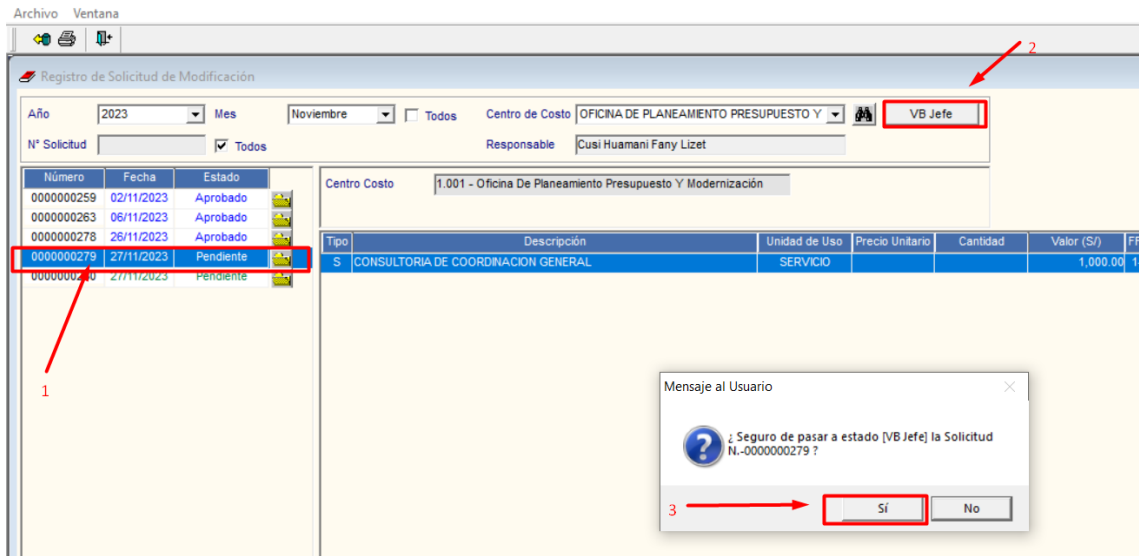 Archivo Ventana
2
Registro de Solicitud de Modificación
Año 2023 Mes Noviembre Todos Centro de Costo OFICINA DE PLANEAMIENTO PRESUPUESTO Y VB Jefe
N° Solicitud Todos Responsable Cusi Huamani Fany Lizet
Número Fecha Estado
0000000259 02/11/2023 Aprobado
0000000263 06/11/2023 Aprobado
0000000278 26/11/2023 Aprobado
0000000279 27/11/2023 Pendiente
27/11/2023 Pendiente
Centro Costo 1.001 - Oficina De Planeamiento Presupuesto Y Modernización
Tipo Descripción Unidad de Uso Precio Unitario Cantidad Valor (S/)
S CONSULTORIA DE COORDINACION GENERAL SERVICIO 1,000.00
1
Mensaje al Usuario
¿ Seguro de pasar a estado [VB Jefe] la Solicitud
N.-0000000279 ?
3 Sí No